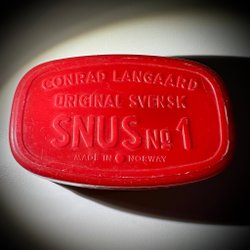 CONRAD LANGAARD
ORIGINAL SVENSK
SNUS No 1
MADE IN NORWAY